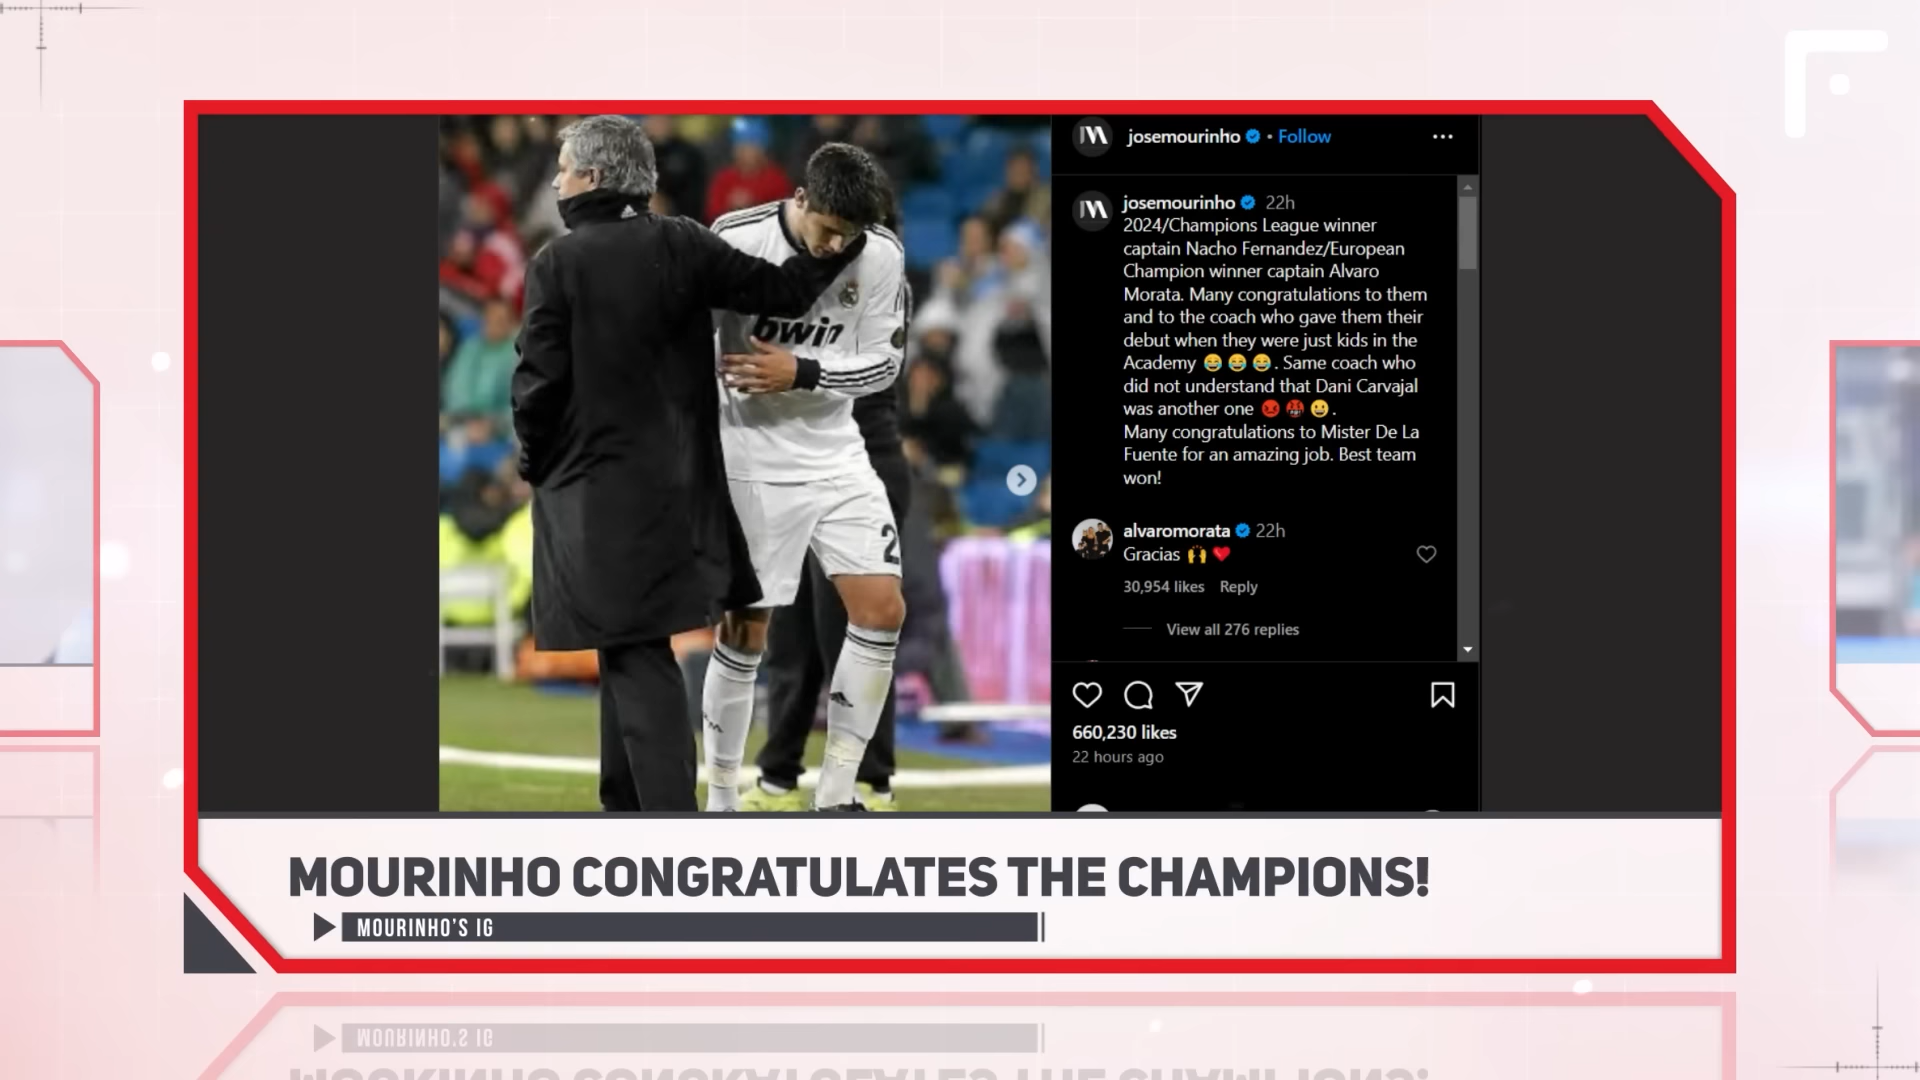 josemourinho • Follow
josemourinho 22h
2024/Champions League winner
captain Nacho Fernandez/European
Champion winner captain Alvaro
Morata. Many congratulations to them
and to the coach who gave them their
debut when they were just kids in the
Academy 😂😂😂. Same coach who
did not understand that Dani Carvajal
was another one 😡🤬😀.
Many congratulations to Mister De La
Fuente for an amazing job. Best team
won!
alvaromorata 22h
Gracias 🙌❤️
30,954 likes Reply
View all 276 replies
660,230 likes
22 hours ago
bwin
2
MOURINHO CONGRATULATES THE CHAMPIONS!
MOURINHO'S IG